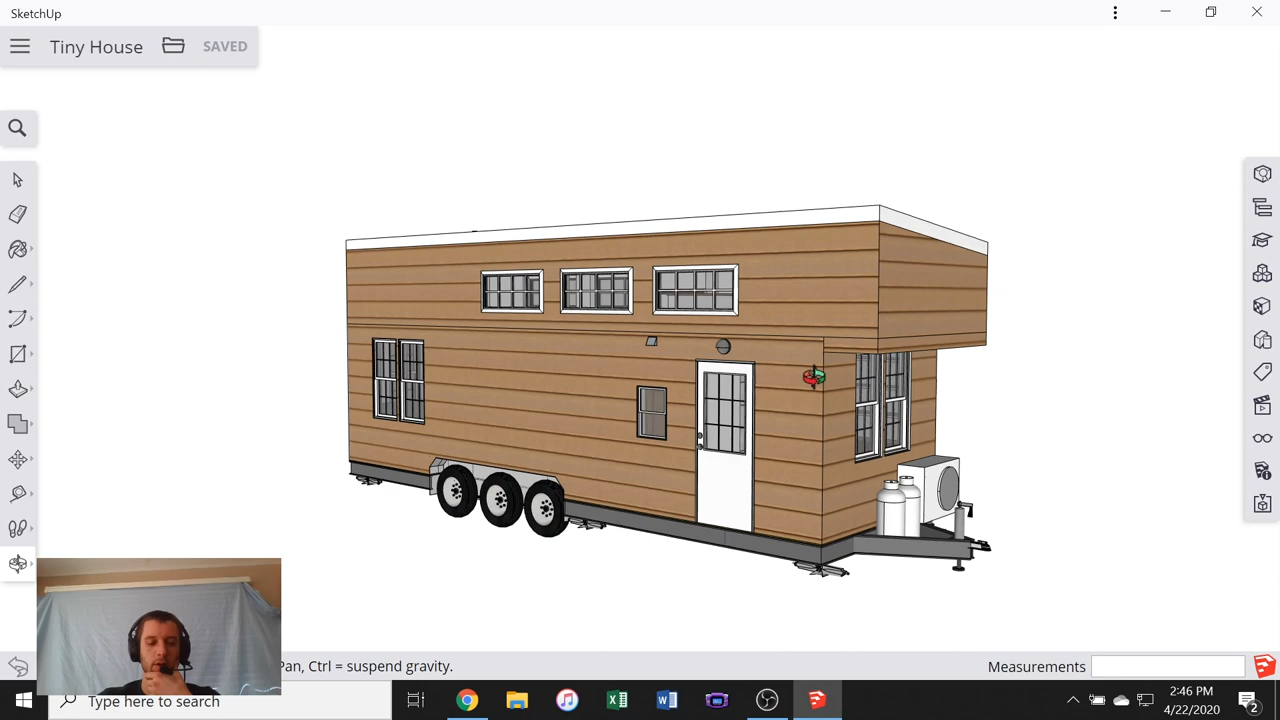 SketchUp
Tiny House
SAVED
Pan, Ctrl = suspend gravity.
Measurements
Type here to search
2:46 PM
4/22/2020
2